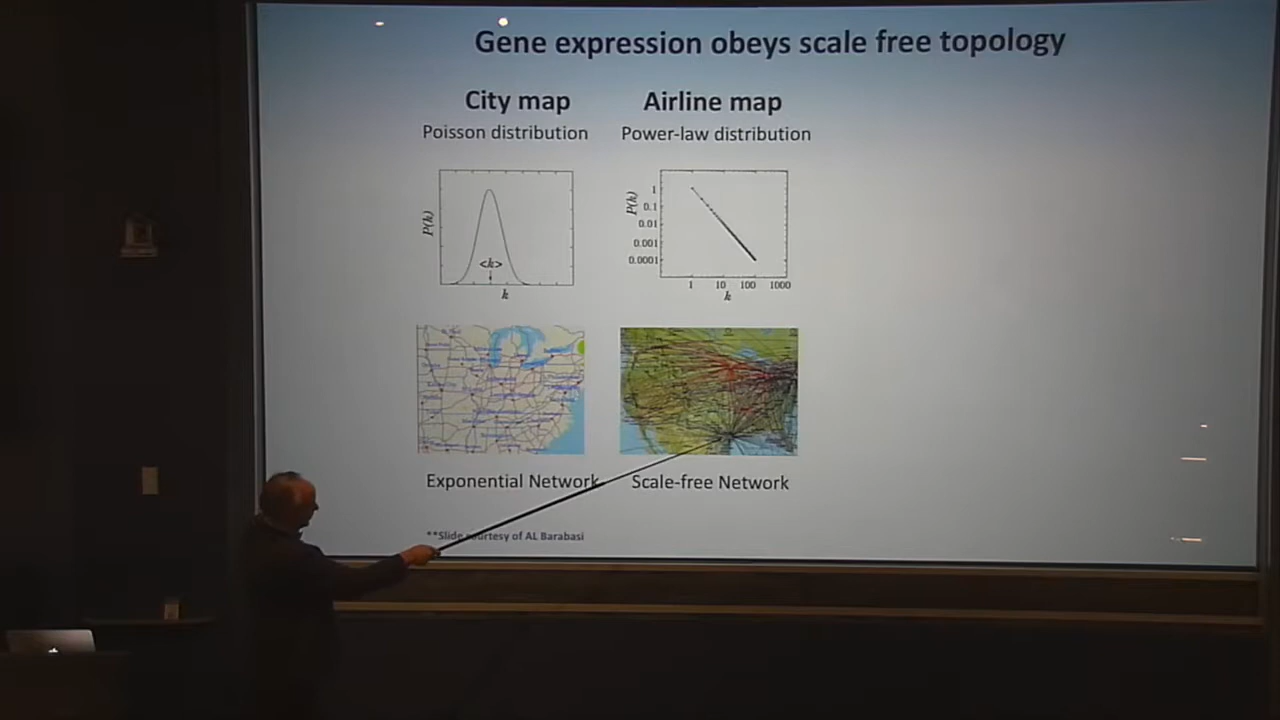 Gene expression obeys scale free topology
City map
Airline map
Poisson distribution
Power-law distribution
P(k)
<k>
k
P(k)
1
0.1
0.01
0.001
0.0001
1 10 100 1000
k
Exponential Network
Scale-free Network
**Slide courtesy of AL Barabasi